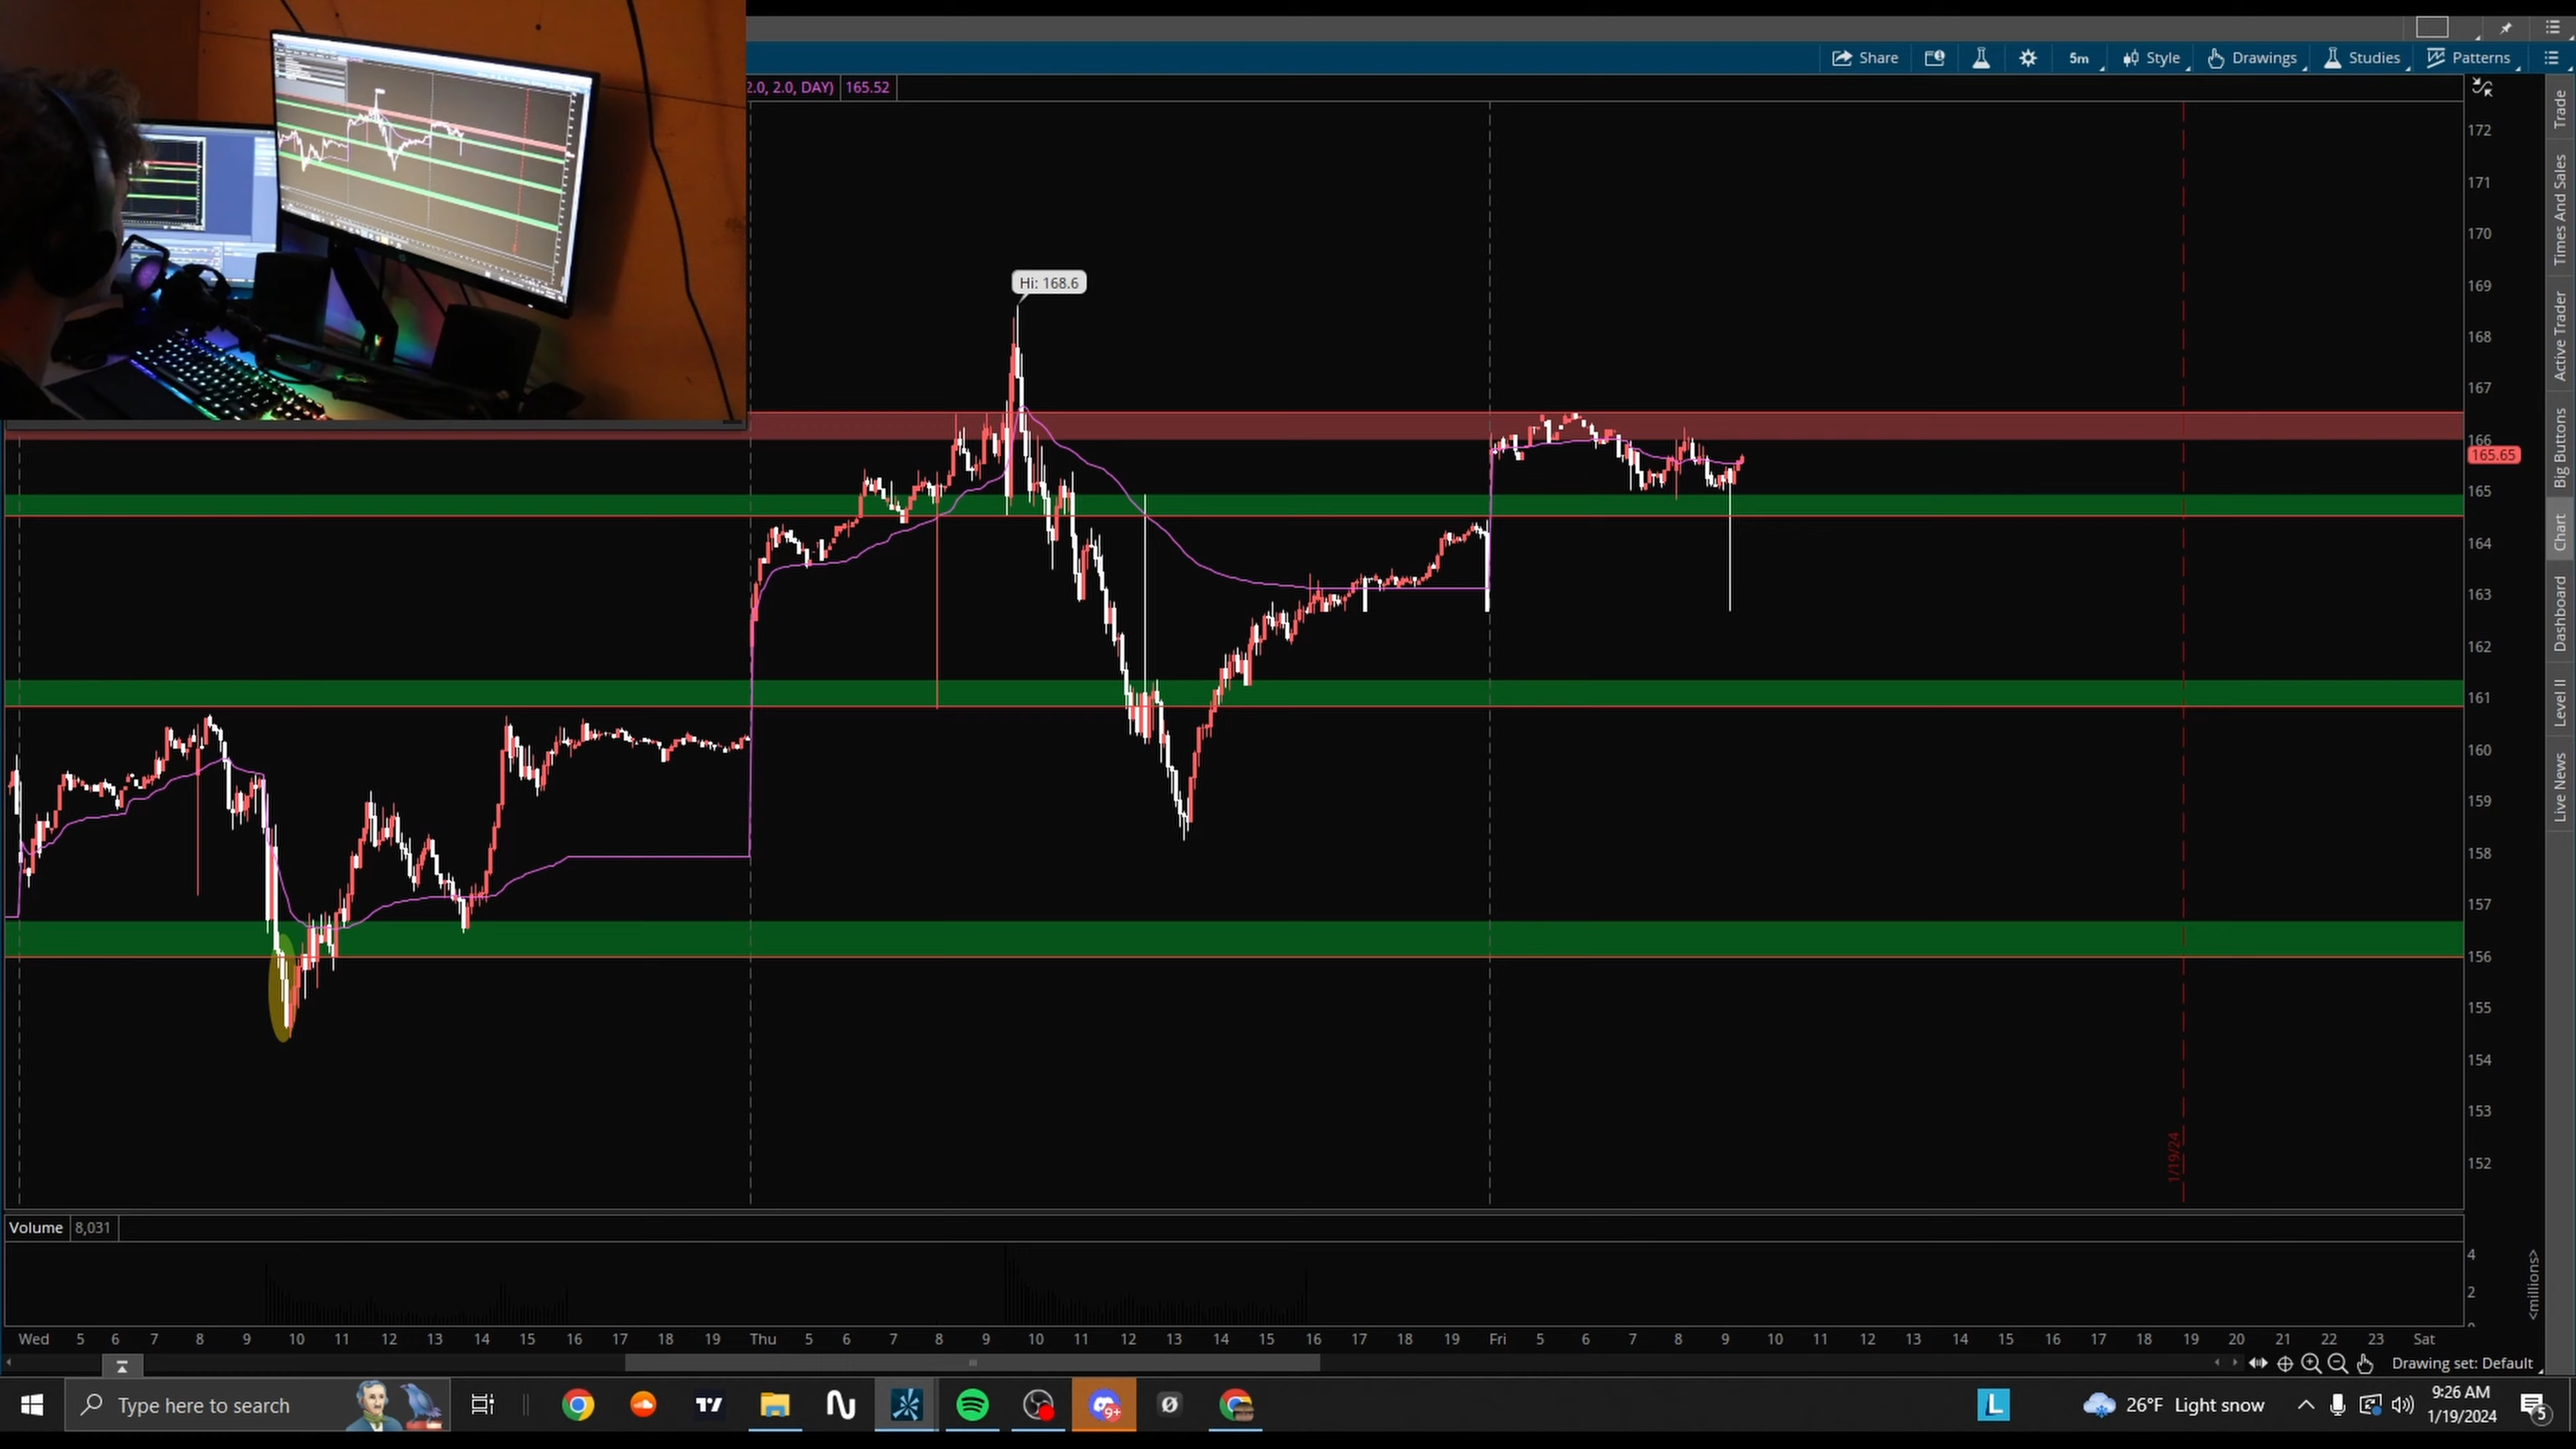 Share
5m
Style
Drawings
Studies
Patterns
2.0, 2.0, DAY) 165.52
Hi: 168.6
172
171
170
169
168
167
166
165.65
165
164
163
162
161
160
159
158
157
156
155
154
153
152
1/19/24
Trade
Times And Sales
Active Trader
Big Buttons
Chart
Dashboard
Level II
Live News
Volume 8,031
4
2
<millions>
Wed 5 6 7 8 9 10 11 12 13 14 15 16 17 18 19 Thu 5 6 7 8 9 10 11 12 13 14 15 16 17 18 19 Fri 5 6 7 8 9 10 11 12 13 14 15 16 17 18 19 20 21 22 23 Sat
Drawing set: Default
Type here to search
9+
L
26°F Light snow
9:26 AM
1/19/2024
5